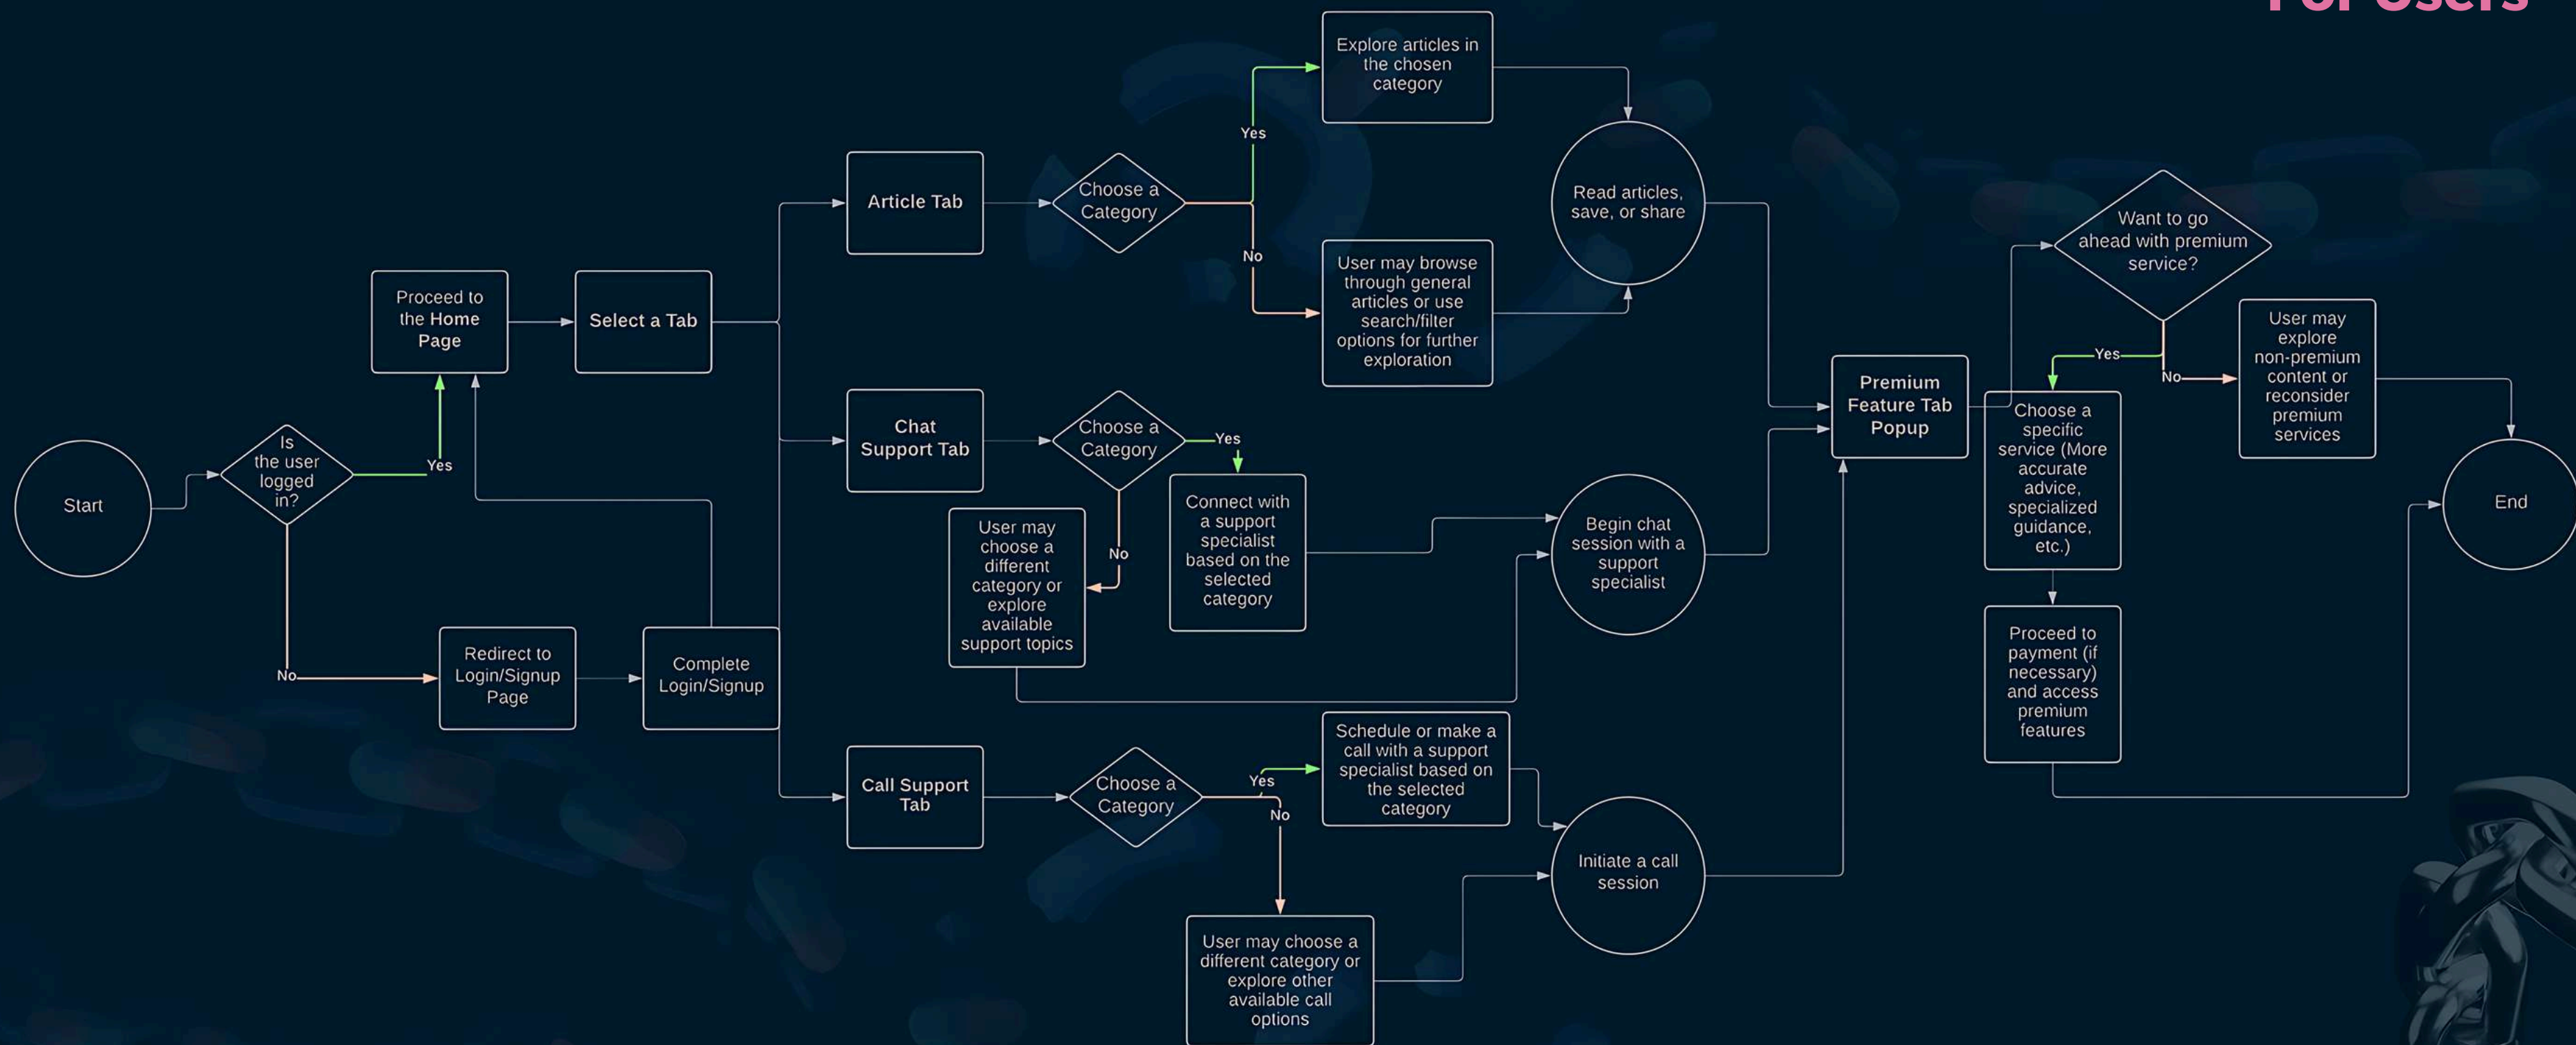 For Users
Start
Is
the user
logged
in?
Yes
No
Proceed to
the Home
Page
Select a Tab
Redirect to
Login/Signup
Page
Complete
Login/Signup
Article Tab
Choose a
Category
Yes
No
Explore articles in
the chosen
category
User may browse
through general
articles or use
search/filter
options for further
exploration
Read articles,
save, or share
Chat
Support Tab
Choose a
Category
Yes
No
User may
choose a
different
category or
explore
available
support topics
Connect with
a support
specialist
based on the
selected
category
Begin chat
session with a
support
specialist
Call Support
Tab
Choose a
Category
Yes
No
Schedule or make a
call with a support
specialist based on
the selected
category
User may choose a
different category or
explore other
available call
options
Initiate a call
session
Premium
Feature Tab
Popup
Want to go
ahead with premium
service?
Yes
No
Choose a
specific
service (More
accurate
advice,
specialized
guidance,
etc.)
Proceed to
payment (if
necessary)
and access
premium
features
User may
explore
non-premium
content or
reconsider
premium
services
End